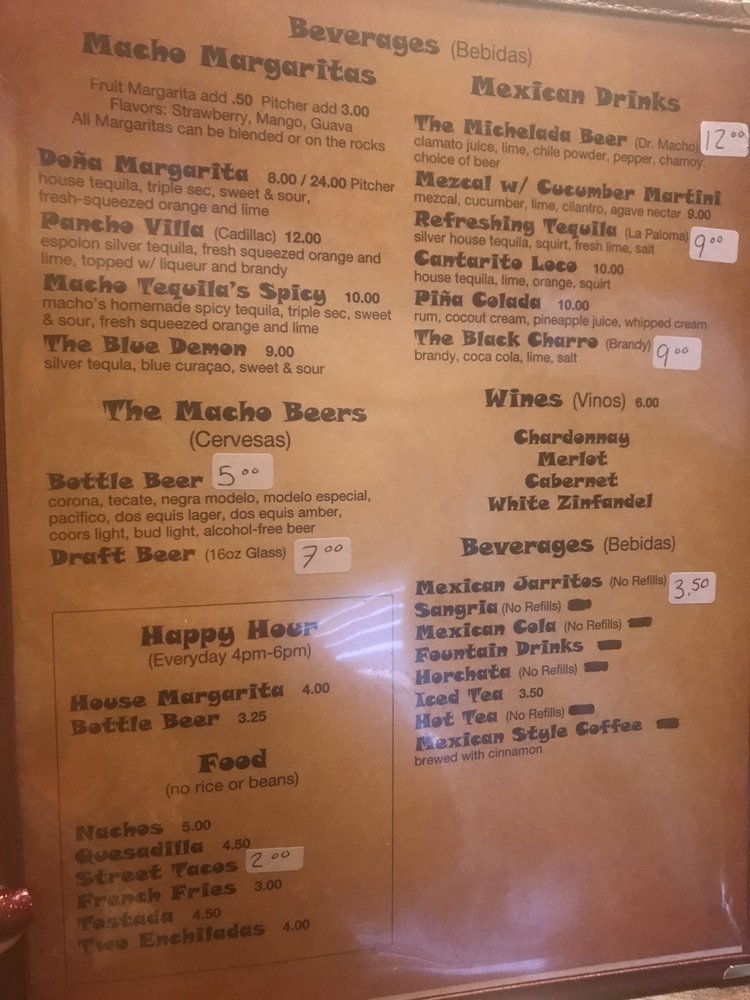 Beverages (Bebidas)
Macho Margaritas
Fruit Margarita add .50 Pitcher add 3.00
Flavors: Strawberry, Mango, Guava
All Margaritas can be blended or on the rocks
Doña Margarita 8.00 / 24.00 Pitcher
house tequila, triple sec, sweet & sour,
fresh-squeezed orange and lime
Pancho Villa (Cadillac) 12.00
espolon silver tequila, fresh squeezed orange and
lime, topped w/ liqueur and brandy
Macho Tequila's Spicy 10.00
macho's homemade spicy tequila, triple sec, sweet
& sour, fresh squeezed orange and lime
The Blue Demon 9.00
silver tequla, blue curaçao, sweet & sour
The Macho Beers
(Cervesas)
Bottle Beer 5.00
corona, tecate, negra modelo, modelo especial,
pacifico, dos equis lager, dos equis amber,
coors light, bud light, alcohol-free beer
Draft Beer (16oz Glass) 7.00
Happy Hour
(Everyday 4pm-6pm)
House Margarita 4.00
Bottle Beer 3.25
Food
(no rice or beans)
Nachos 5.00
Quesadilla 4.50
Street Tacos 2.00
French Fries 3.00
Tostada 4.50
Two Enchiladas 4.00
Mexican Drinks
The Michelada Beer (Dr. Macho) 12.00
clamato juice, lime, chile powder, pepper, chamoy.
choice of beer
Mezcal w/ Cucumber Martini
mezcal, cucumber, lime, cilantro, agave nectar 9.00
Refreshing Tequila (La Paloma) 9.00
silver house tequila, squirt, fresh lime, salt
Cantarito Loco 10.00
house tequila, lime, orange, squirt
Piña Colada 10.00
rum, cocout cream, pineapple juice, whipped cream
The Black Charro (Brandy) 9.00
brandy, coca cola, lime, salt
Wines (Vinos) 6.00
Chardonnay
Merlot
Cabernet
White Zinfandel
Beverages (Bebidas)
Mexican Jarritos (No Refills) 3.50
Sangria (No Refills)
Mexican Cola (No Refills)
Fountain Drinks
Horchata (No Refills)
Iced Tea 3.50
Hot Tea (No Refills)
Mexican Style Coffee
brewed with cinnamon